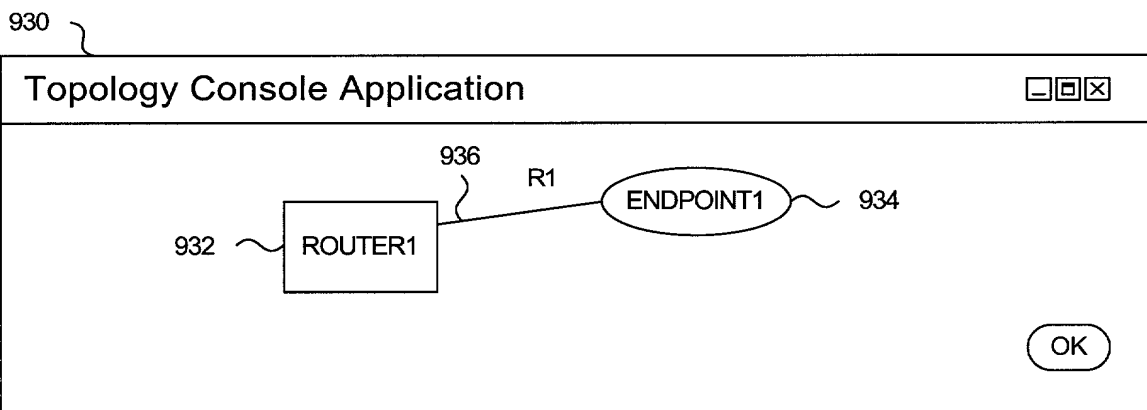 930
Topology Console Application
936
R1
ENDPOINT1
934
932
ROUTER1
OK